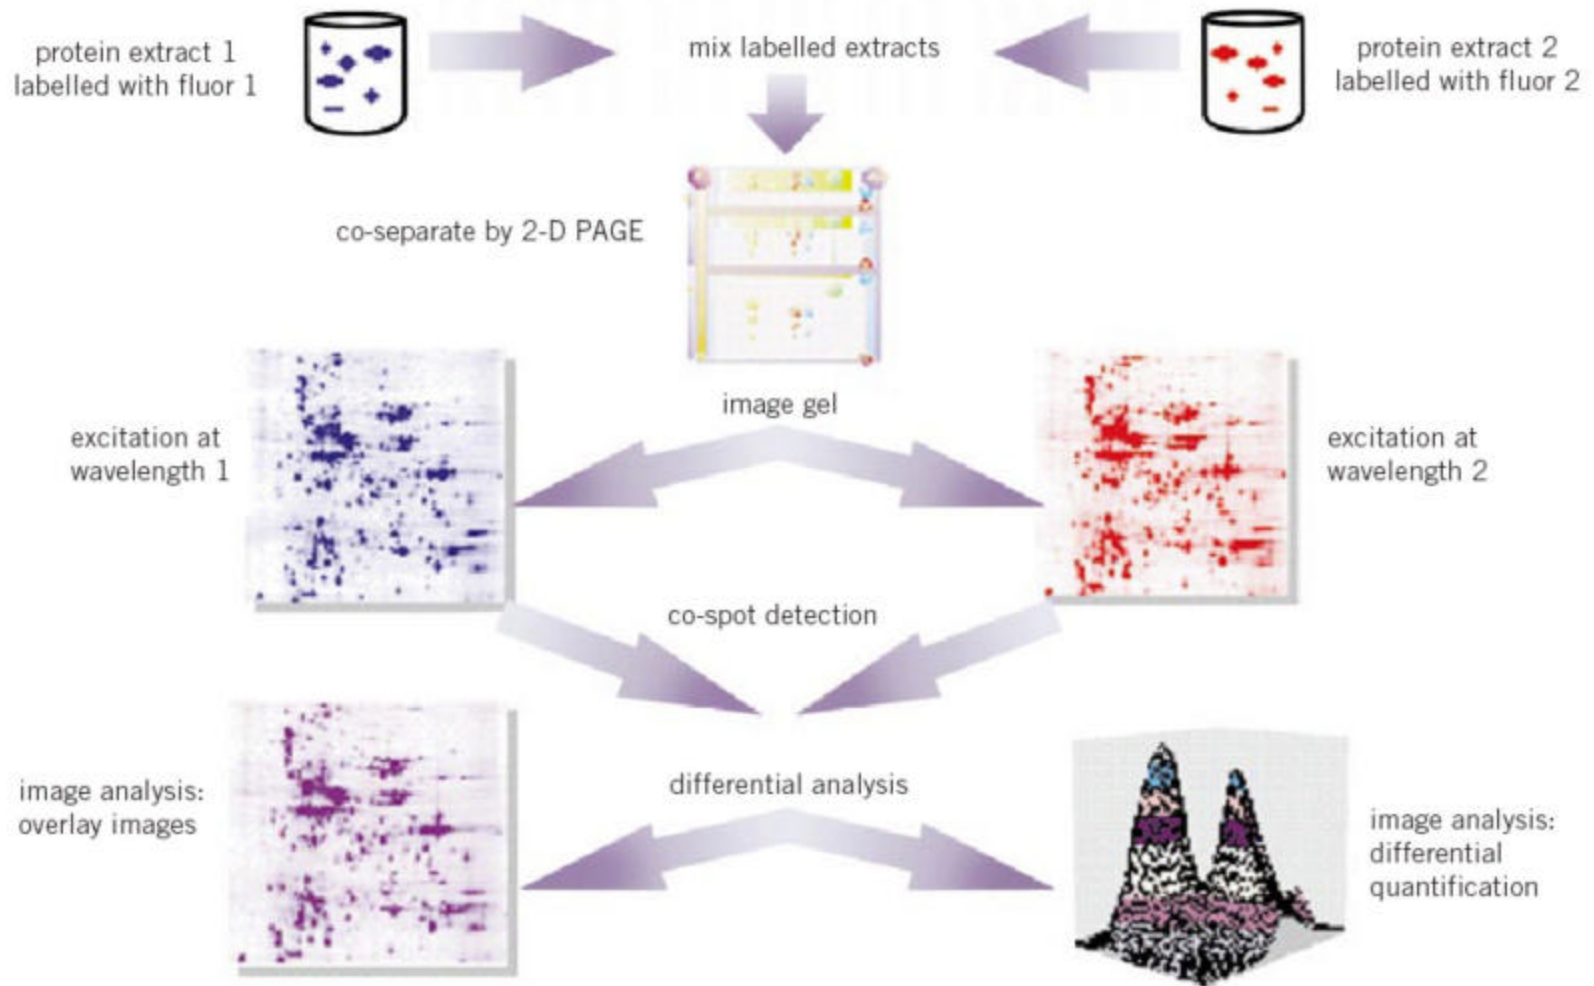 protein extract 1
labelled with fluor 1
mix labelled extracts
protein extract 2
labelled with fluor 2
co-separate by 2-D PAGE
image gel
excitation at
wavelength 1
excitation at
wavelength 2
co-spot detection
image analysis:
overlay images
differential analysis
image analysis:
differential
quantification